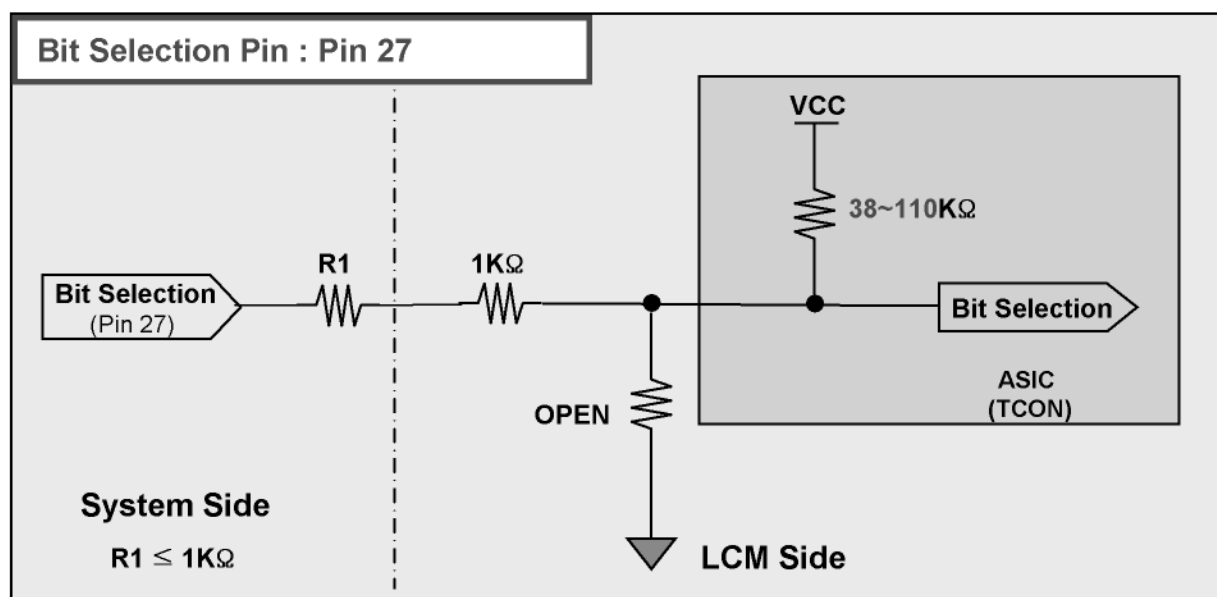 Bit Selection Pin : Pin 27
VCC
38~110KΩ
R1
1KΩ
Bit Selection
(Pin 27)
Bit Selection
OPEN
ASIC
(TCON)
System Side
R1 ≤ 1KΩ
LCM Side